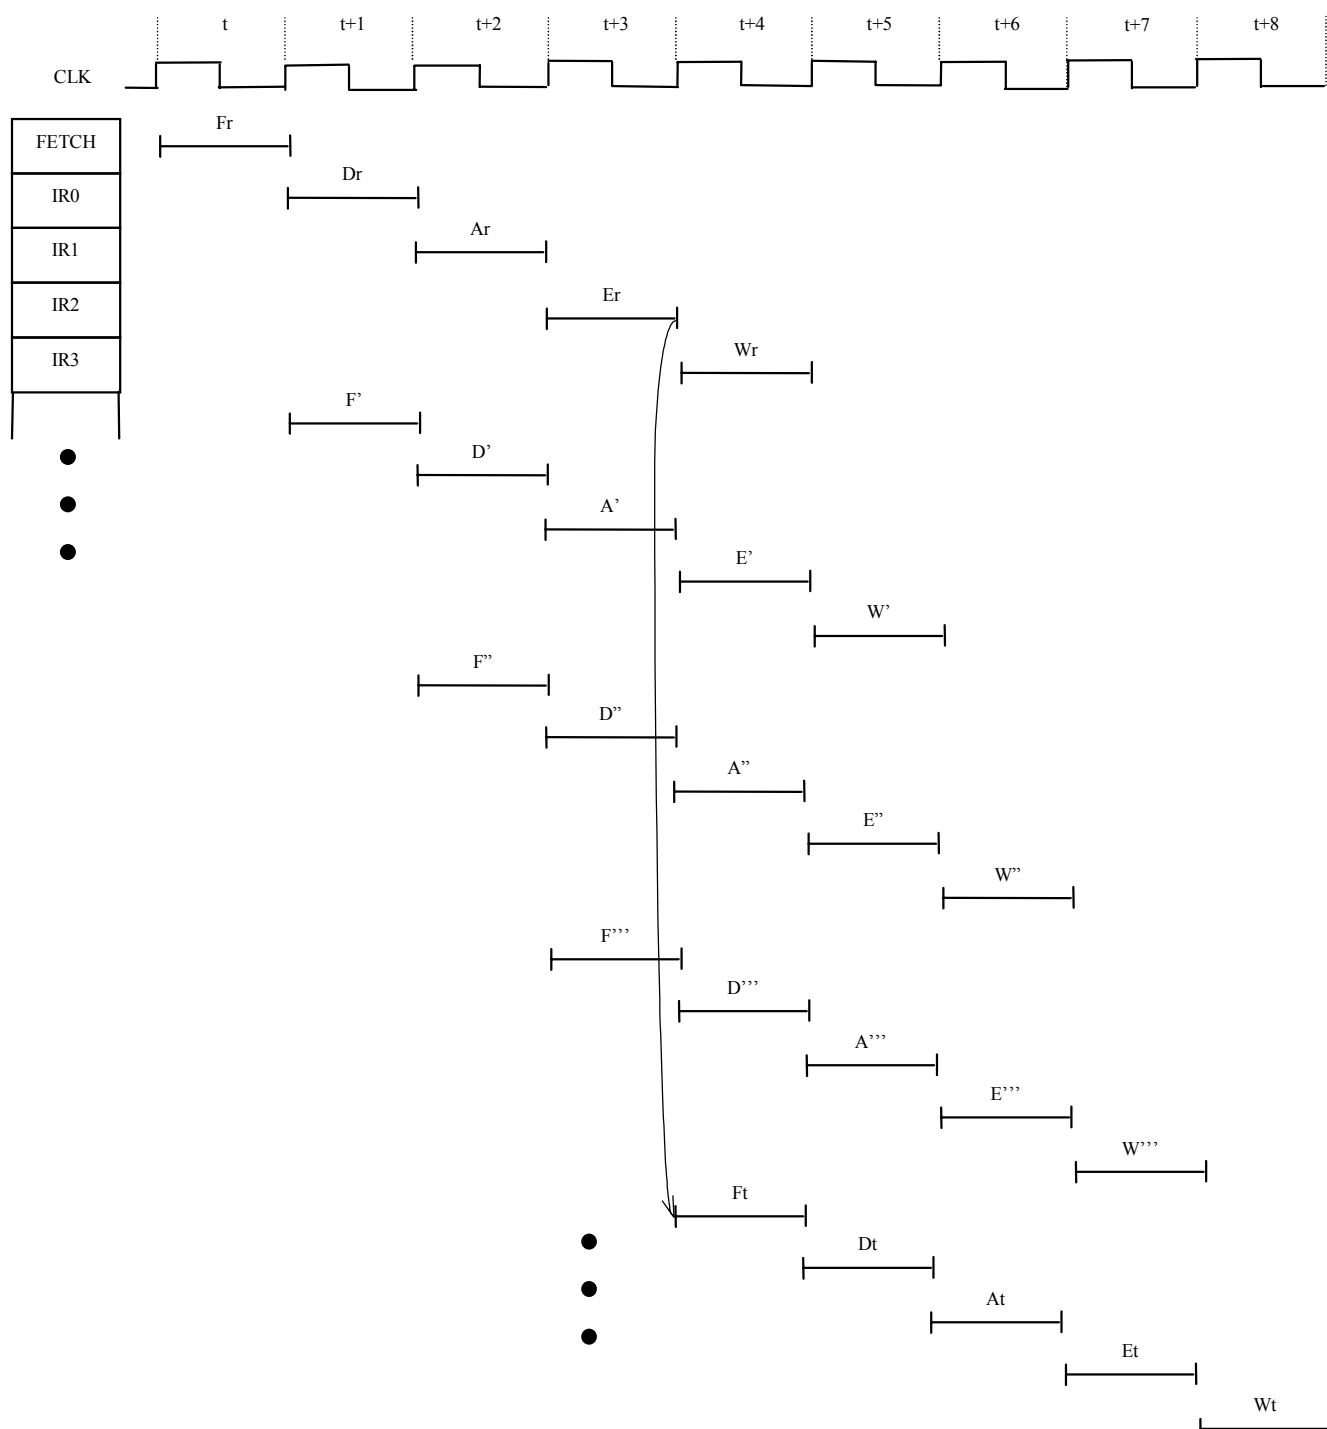 t t+1 t+2 t+3 t+4 t+5 t+6 t+7 t+8
CLK
Fr
FETCH
Dr
IR0
Ar
IR1
Er
IR2
Wr
IR3
F’
D’
A’
E’
W’
F”
D”
A”
E”
W”
F’’’
D’’’
A’’’
E’’’
W’’’
Ft
Dt
At
Et
Wt